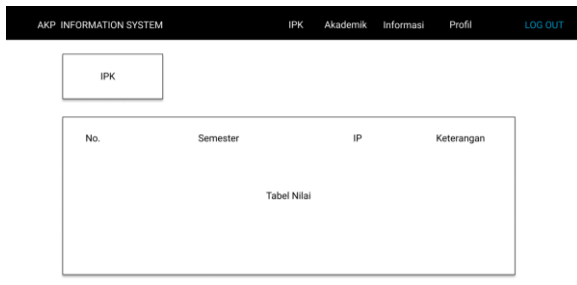 AKP INFORMATION SYSTEM IPK Akademik Informasi Profil LOG OUT
IPK
No. Semester IP Keterangan
Tabel Nilai